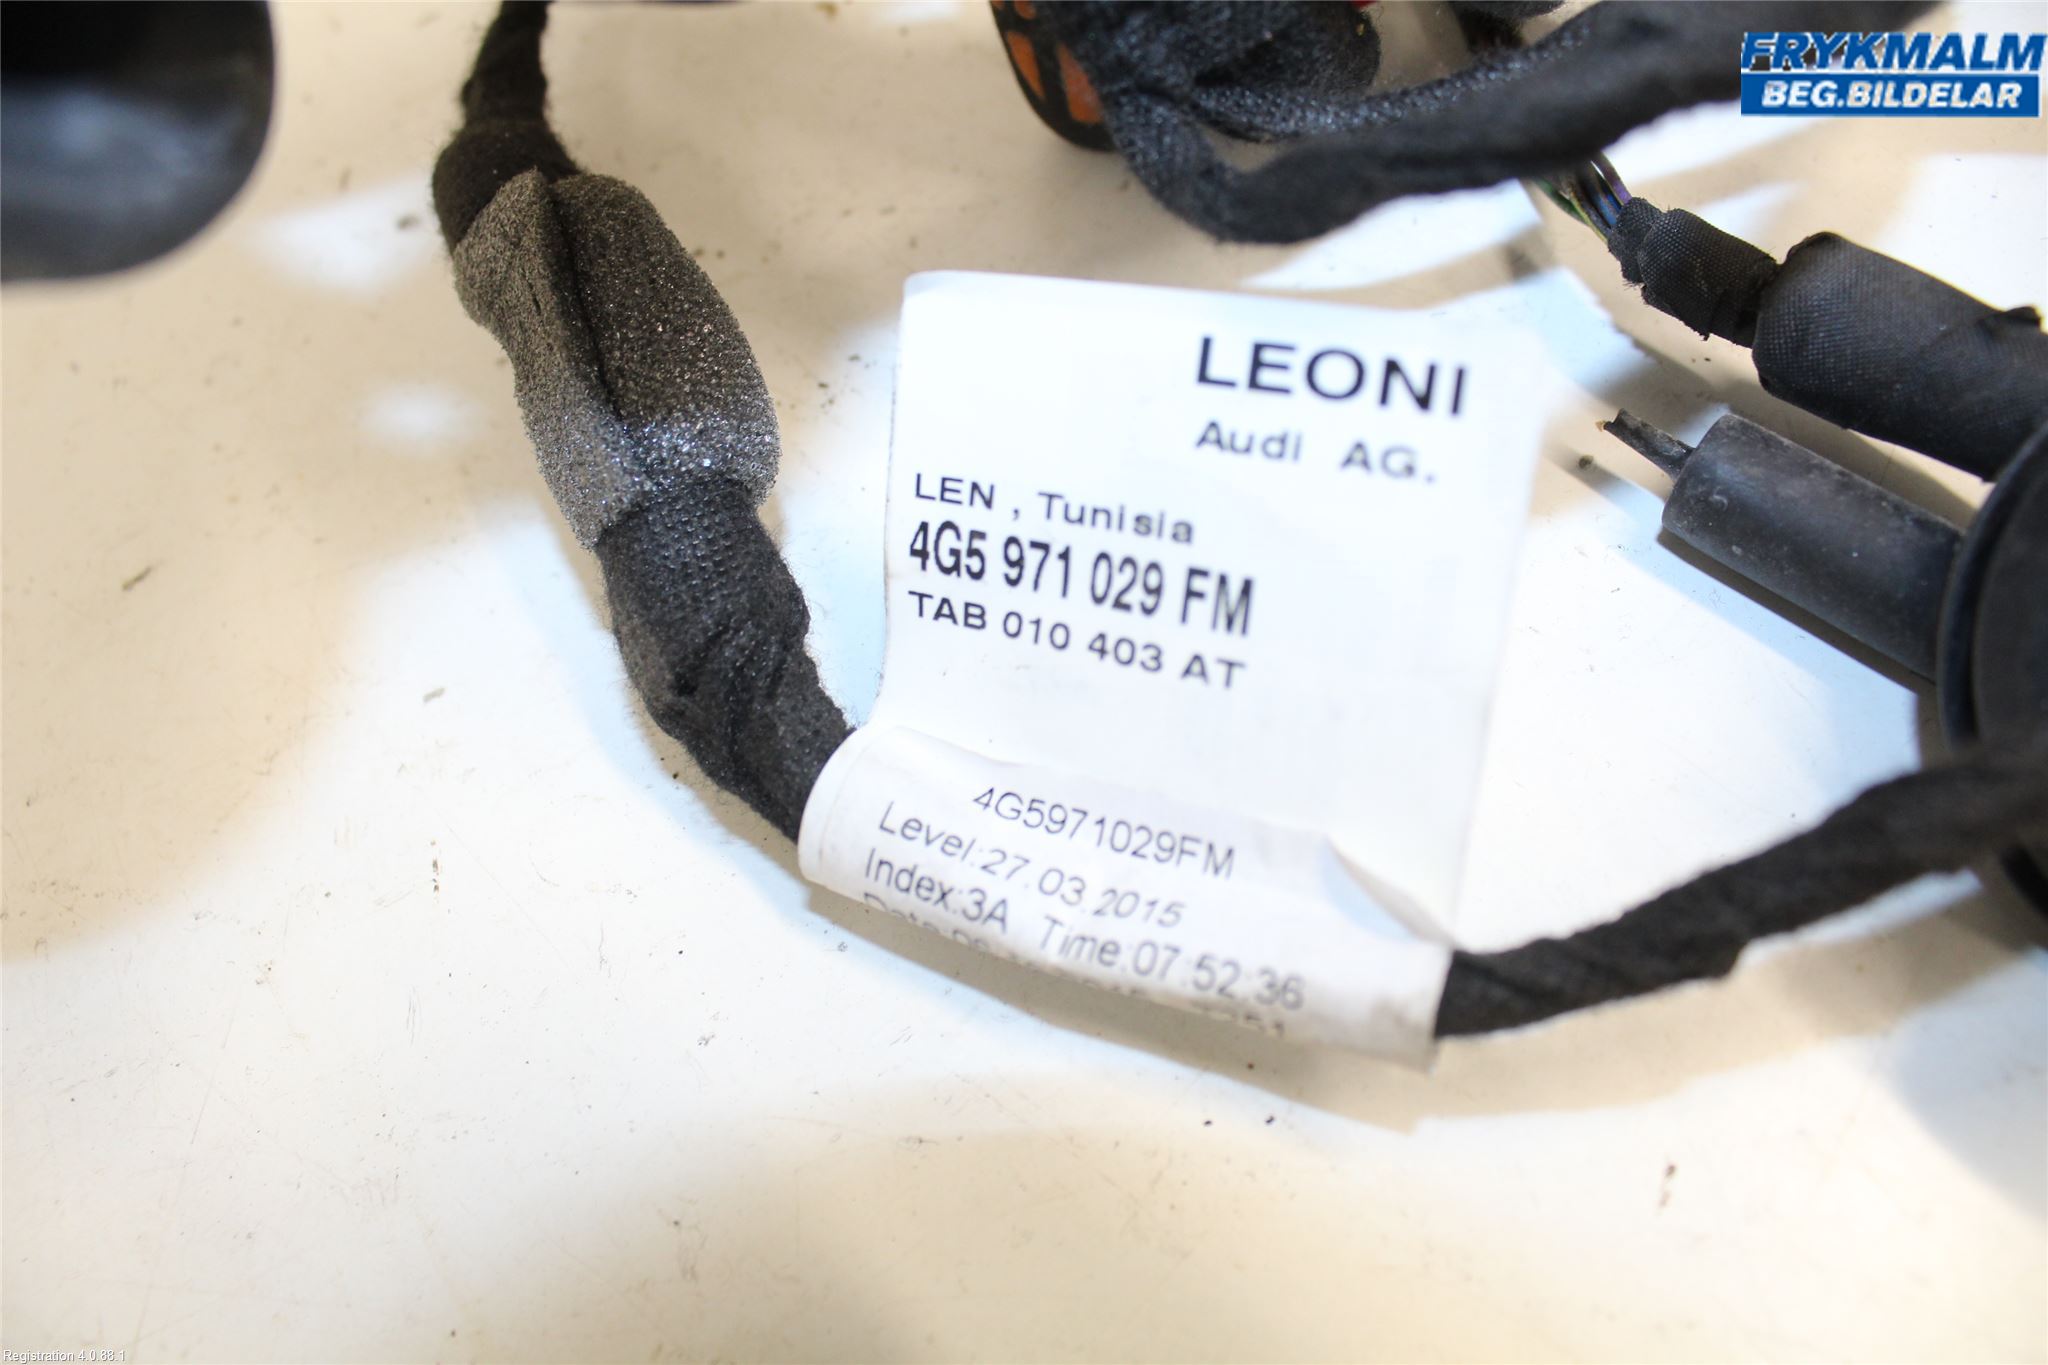 FRYKMALM
BEG.BILDELAR
LEONI
Audi AG.
LEN , Tunisia
4G5 971 029 FM
TAB 010 403 AT
4G5971029FM
Level:27.03.2015
Index:3A Time:07:52:36
Registration 4.0.88.1